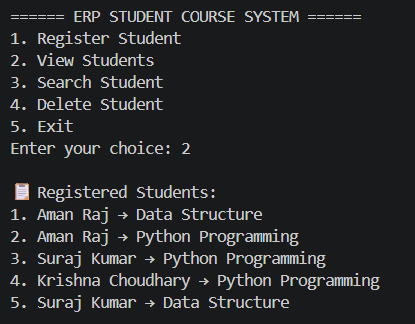 ====== ERP STUDENT COURSE SYSTEM ======
1. Register Student
2. View Students
3. Search Student
4. Delete Student
5. Exit
Enter your choice: 2
📋 Registered Students:
1. Aman Raj → Data Structure
2. Aman Raj → Python Programming
3. Suraj Kumar → Python Programming
4. Krishna Choudhary → Python Programming
5. Suraj Kumar → Data Structure